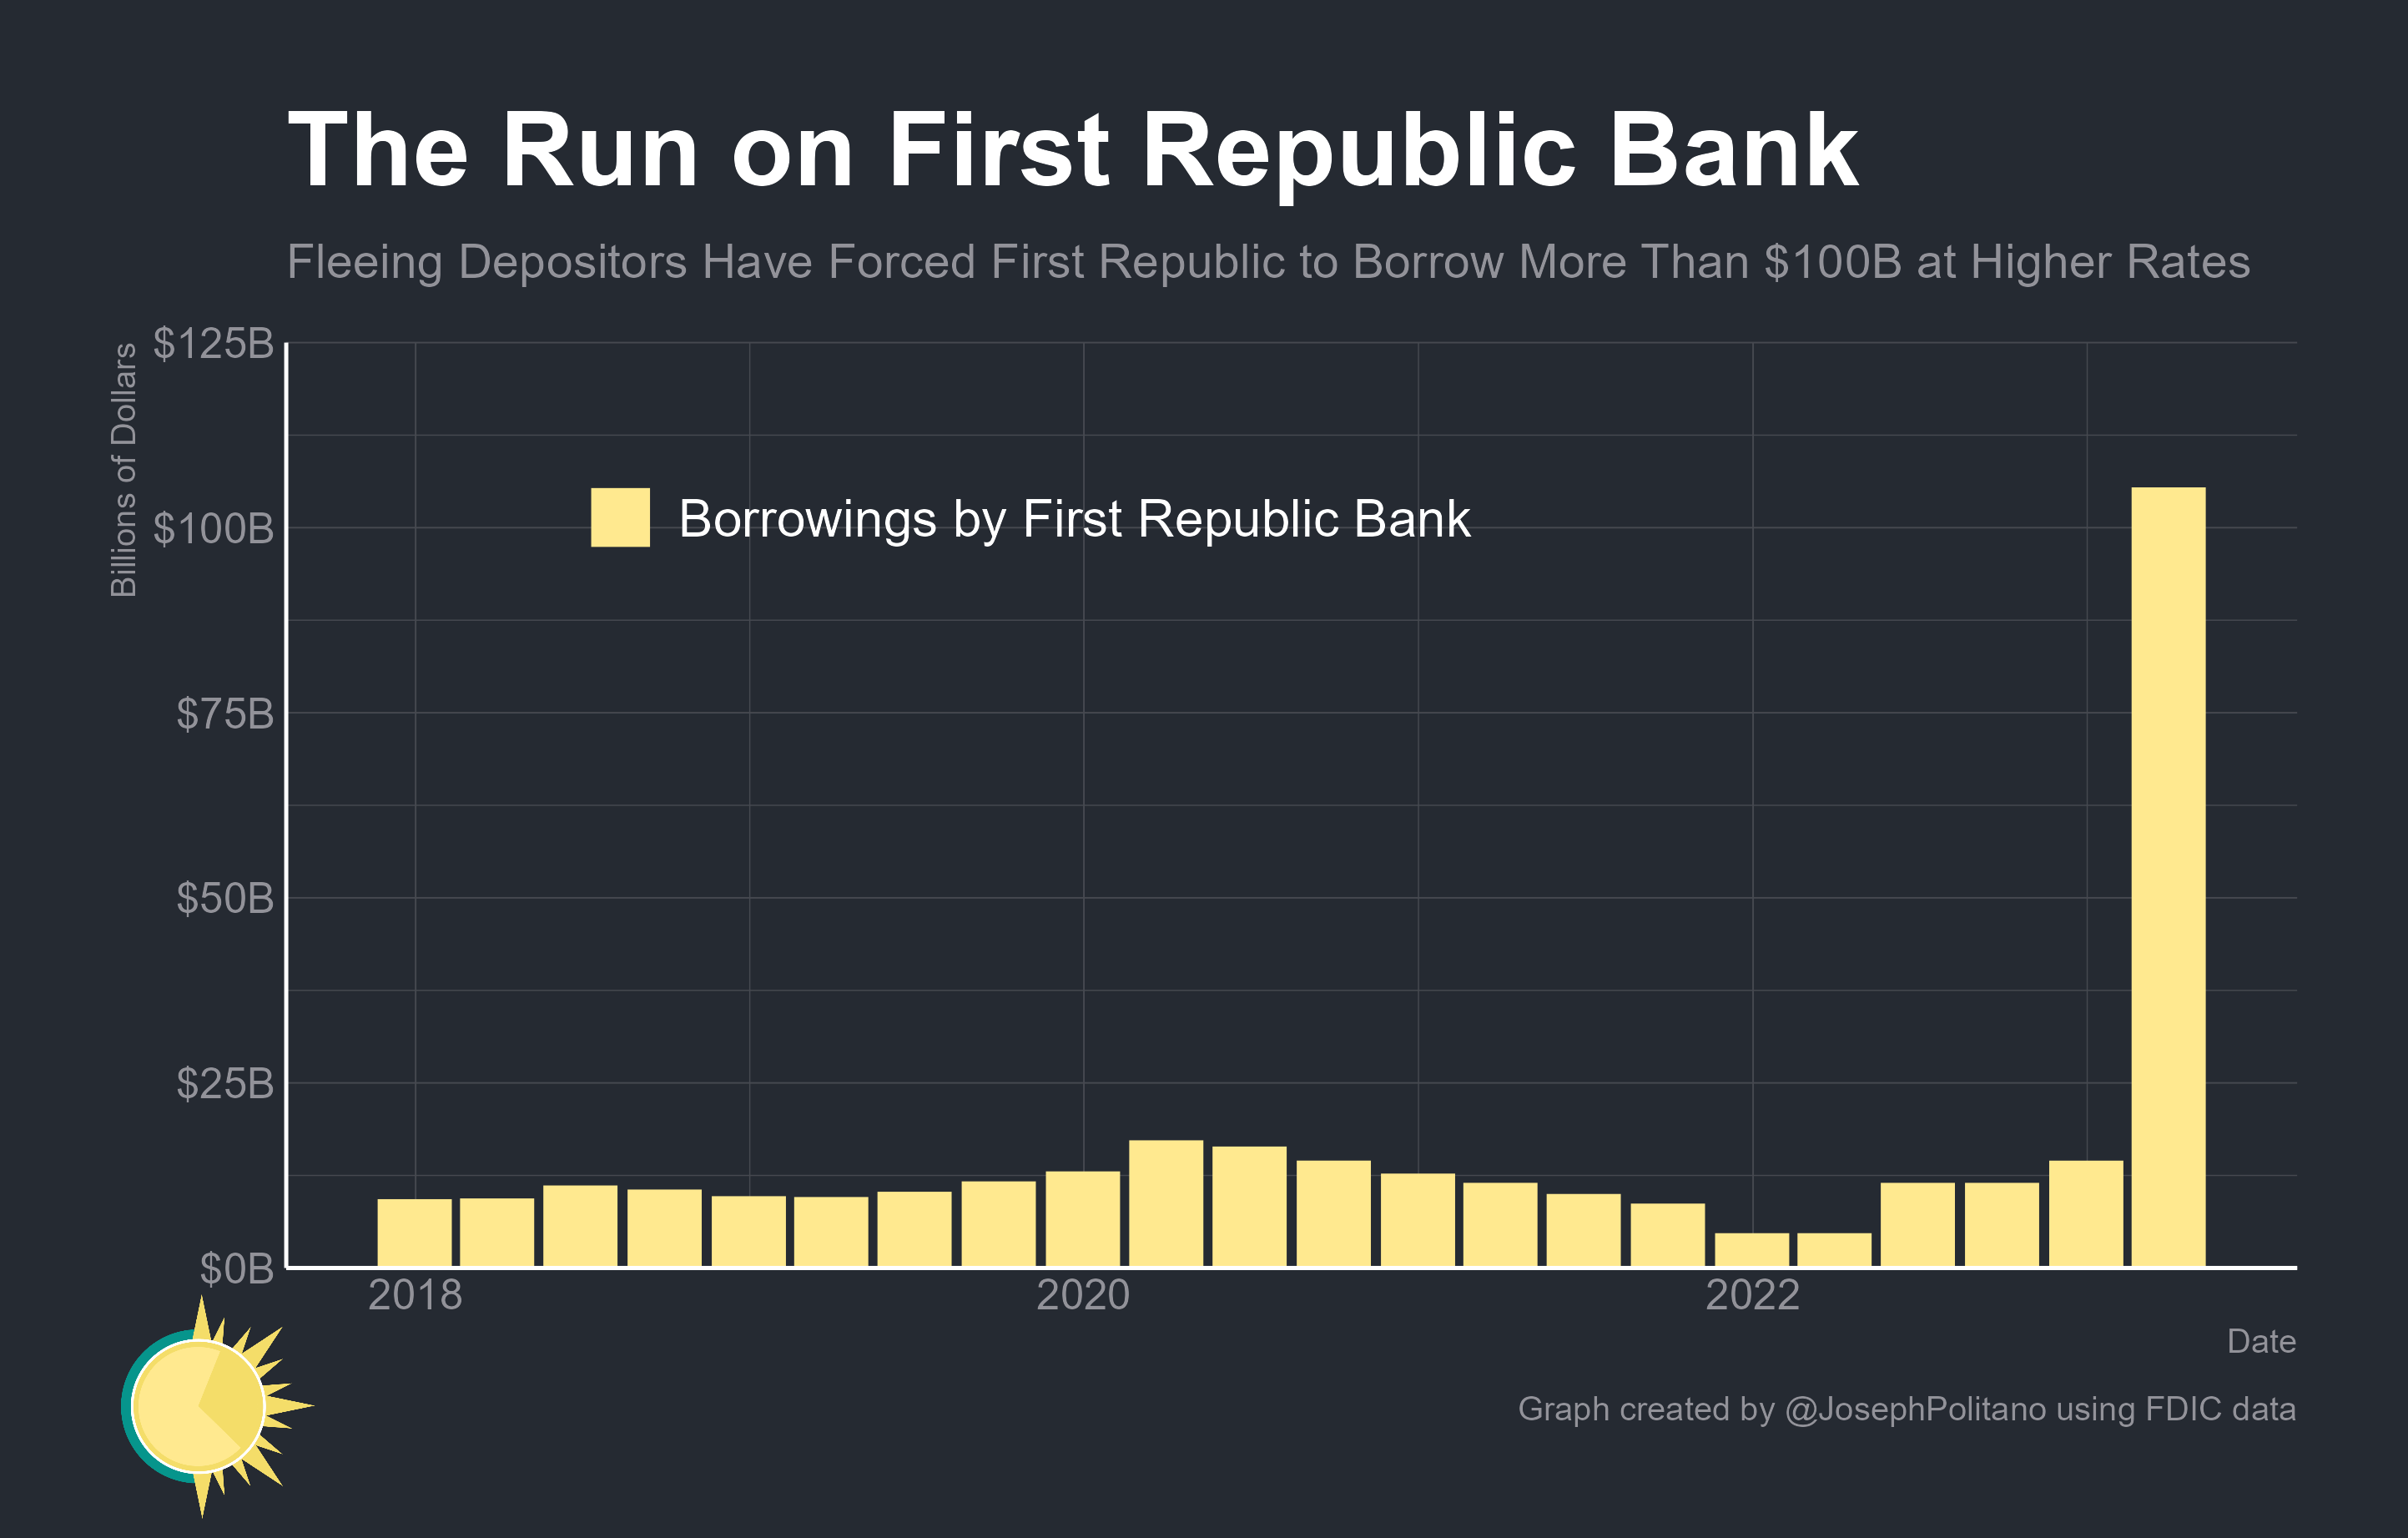 The Run on First Republic Bank
Fleeing Depositors Have Forced First Republic to Borrow More Than $100B at Higher Rates
Billions of Dollars
$125B
$100B
$75B
$50B
$25B
$0B
Borrowings by First Republic Bank
2018
2020
2022
Date
Graph created by @JosephPolitano using FDIC data